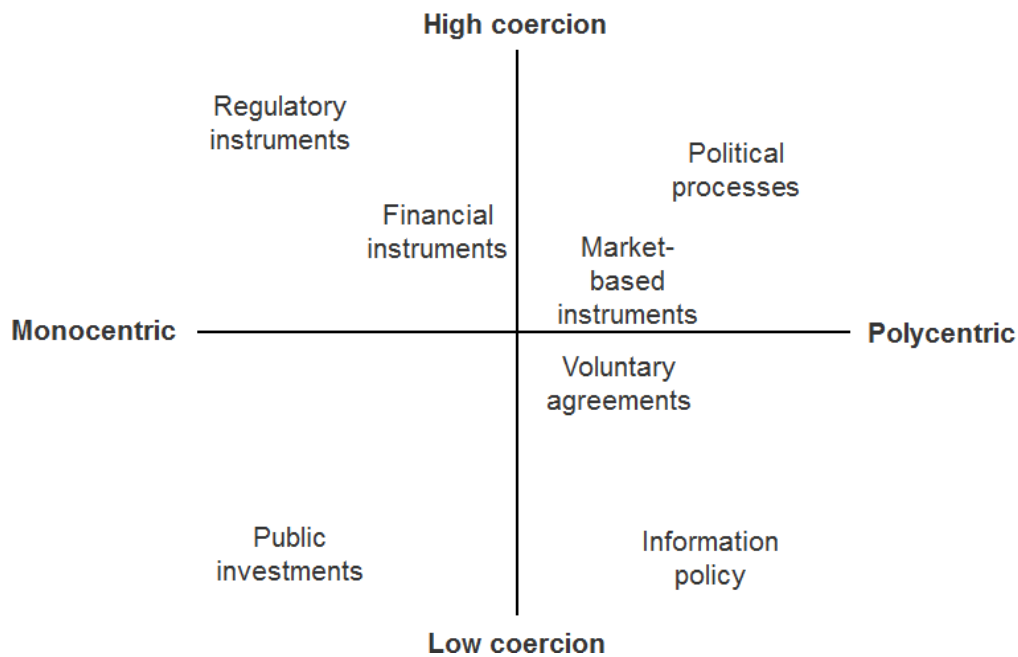 High coercion
Regulatory
instruments
Political
processes
Financial
instruments
Market-
based
instruments
Monocentric
Polycentric
Voluntary
agreements
Public
investments
Information
policy
Low coercion